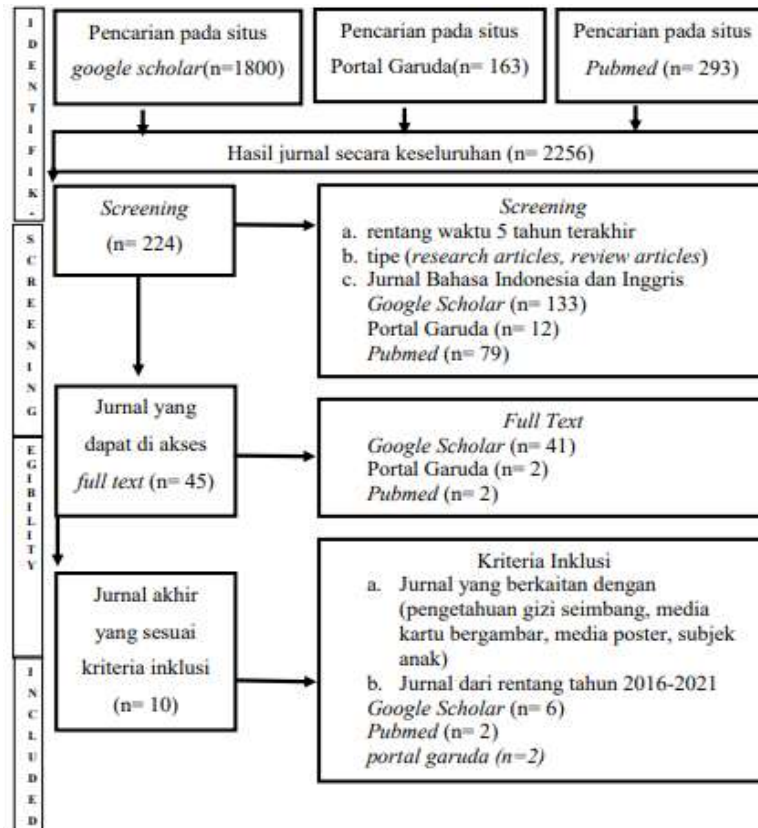 IDENTIFIK.
Pencarian pada situs
google scholar(n=1800)
Pencarian pada situs
Portal Garuda(n= 163)
Pencarian pada situs
Pubmed (n= 293)
Hasil jurnal secara keseluruhan (n= 2256)
SCREENING
Screening
(n= 224)
Screening
a. rentang waktu 5 tahun terakhir
b. tipe (research articles, review articles)
c. Jurnal Bahasa Indonesia dan Inggris
Google Scholar (n= 133)
Portal Garuda (n= 12)
Pubmed (n= 79)
EGIBILITY
Jurnal yang
dapat di akses
full text (n= 45)
Full Text
Google Scholar (n= 41)
Portal Garuda (n= 2)
Pubmed (n= 2)
INCLUDED
Jurnal akhir
yang sesuai
kriteria inklusi
(n= 10)
Kriteria Inklusi
a. Jurnal yang berkaitan dengan
(pengetahuan gizi seimbang, media
kartu bergambar, media poster, subjek
anak)
b. Jurnal dari rentang tahun 2016-2021
Google Scholar (n= 6)
Pubmed (n= 2)
portal garuda (n=2)